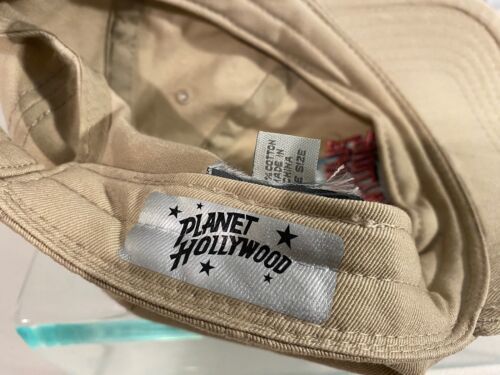 % COTTON
MADE IN
CHINA
E SIZE
PLANET
HOLLYWOOD